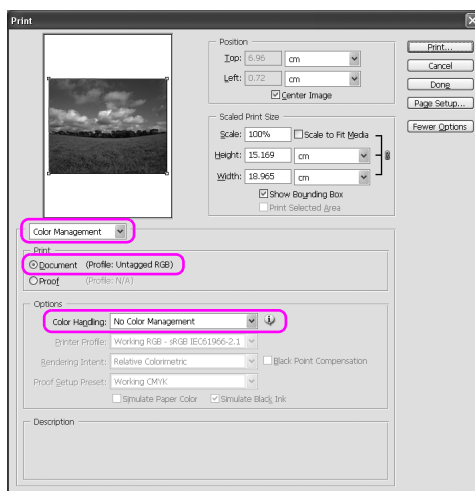 Print
Position
Top: 6.96 cm
Left: 0.72 cm
Center Image
Scaled Print Size
Scale: 100% Scale to Fit Media
Height: 15.169 cm
Width: 18.965 cm
Show Bounding Box
Print Selected Area
Print...
Cancel
Done
Page Setup...
Fewer Options
Color Management
Print
Document (Profile: Untagged RGB)
Proof (Profile: N/A)
Options
Color Handling: No Color Management
Printer Profile: Working RGB - sRGB IEC61966-2.1
Rendering Intent: Relative Colorimetric Black Point Compensation
Proof Setup Preset: Working CMYK
Simulate Paper Color Simulate Black Ink
Description